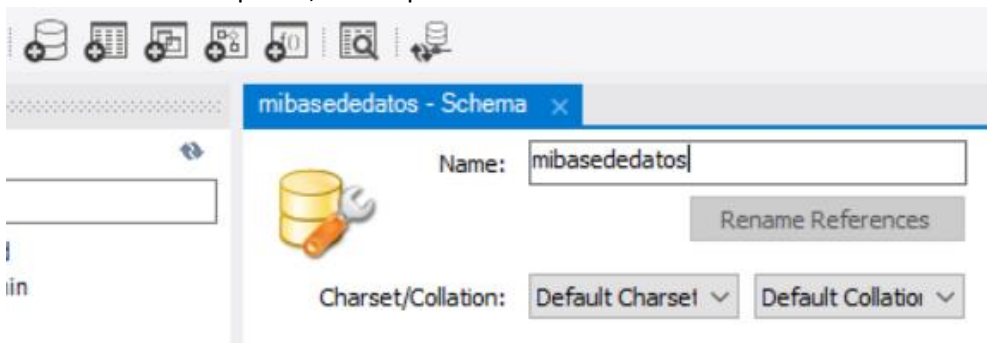 mibasededatos - Schema
Name: mibasededatos
Rename References
Charset/Collation: Default Charset Default Collation